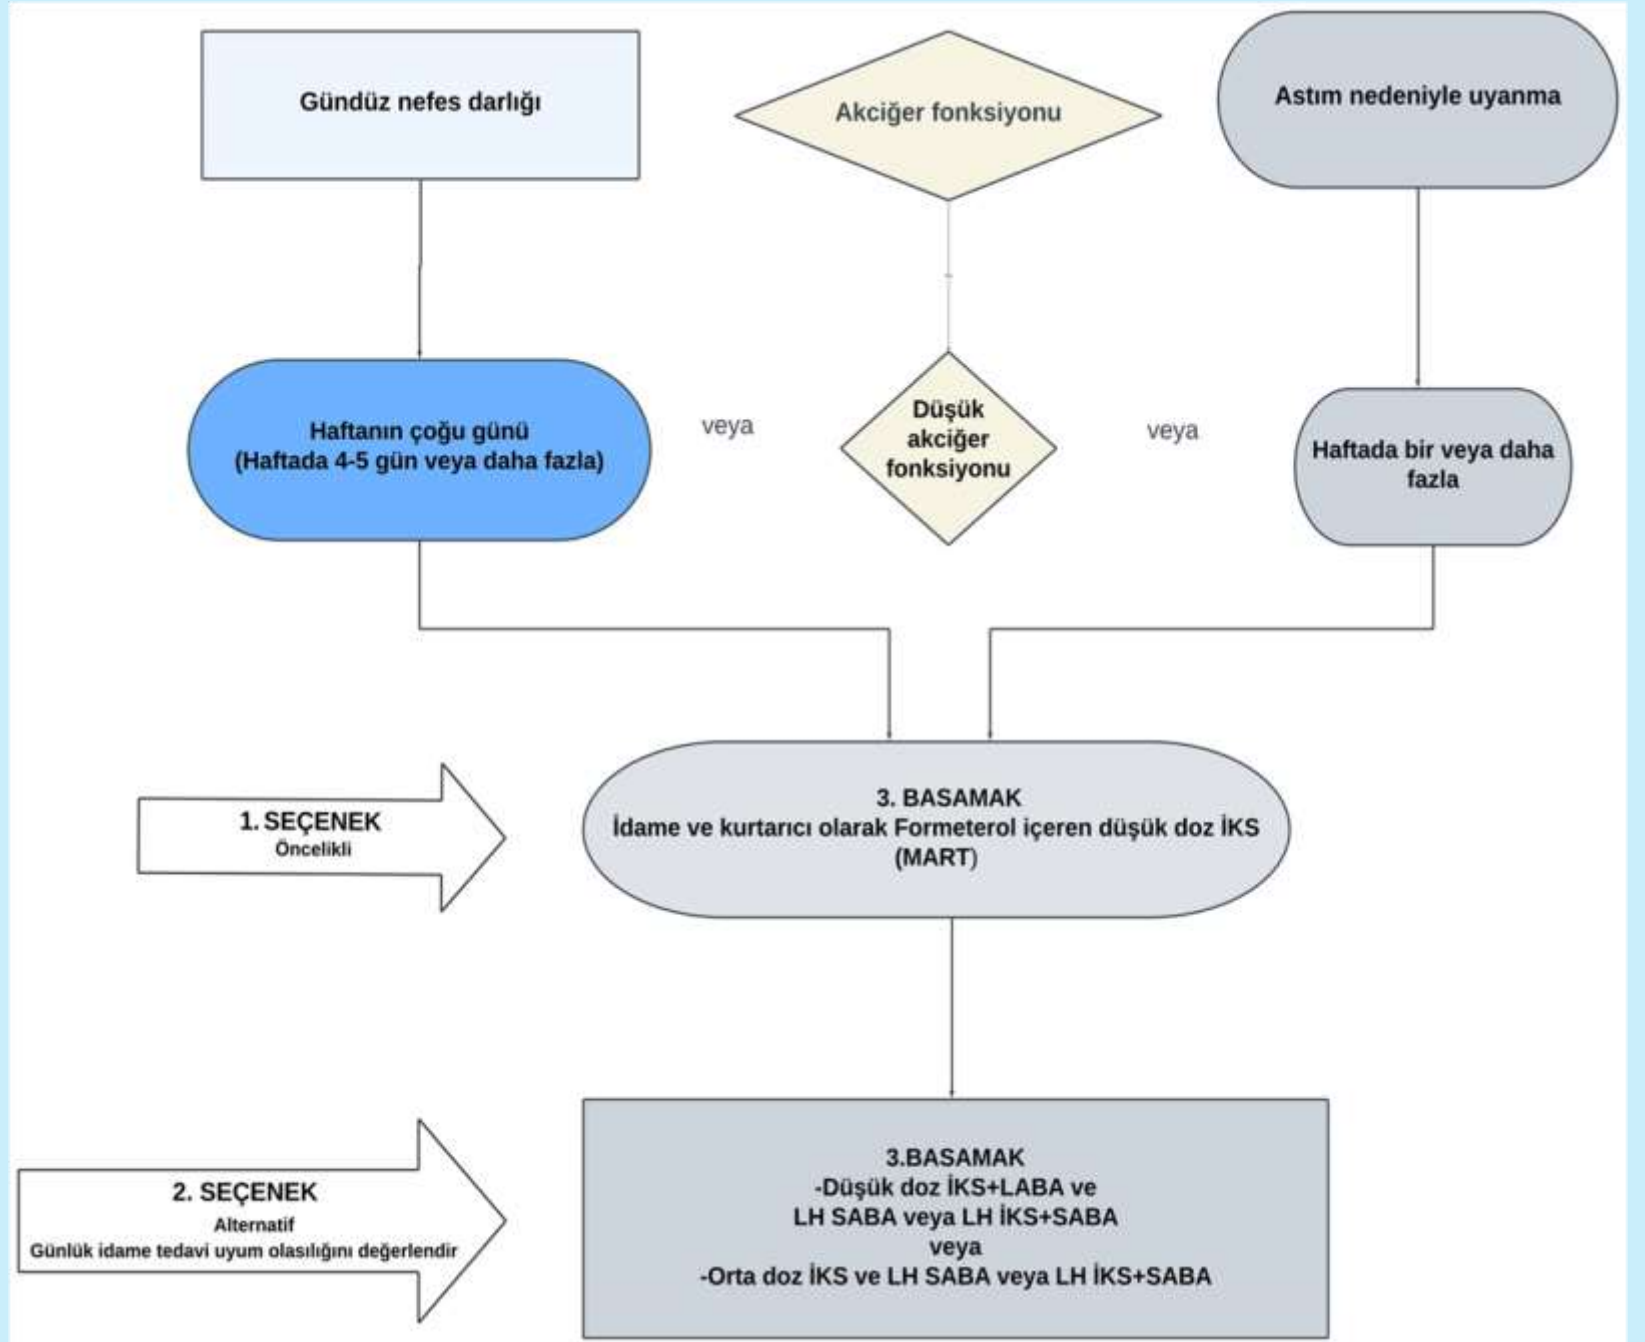 Gündüz nefes darlığı
Akciğer fonksiyonu
Astım nedeniyle uyanma
Haftanın çoğu günü
(Haftada 4-5 gün veya daha fazla)
veya
Düşük
akciğer
fonksiyonu
veya
Haftada bir veya daha
fazla
1. SEÇENEK
Öncelikli
3. BASAMAK
İdame ve kurtarıcı olarak Formeterol içeren düşük doz İKS
(MART)
2. SEÇENEK
Alternatif
Günlük idame tedavi uyum olasılığını değerlendir
3.BASAMAK
-Düşük doz İKS+LABA ve
LH SABA veya LH İKS+SABA
veya
-Orta doz İKS ve LH SABA veya LH İKS+SABA